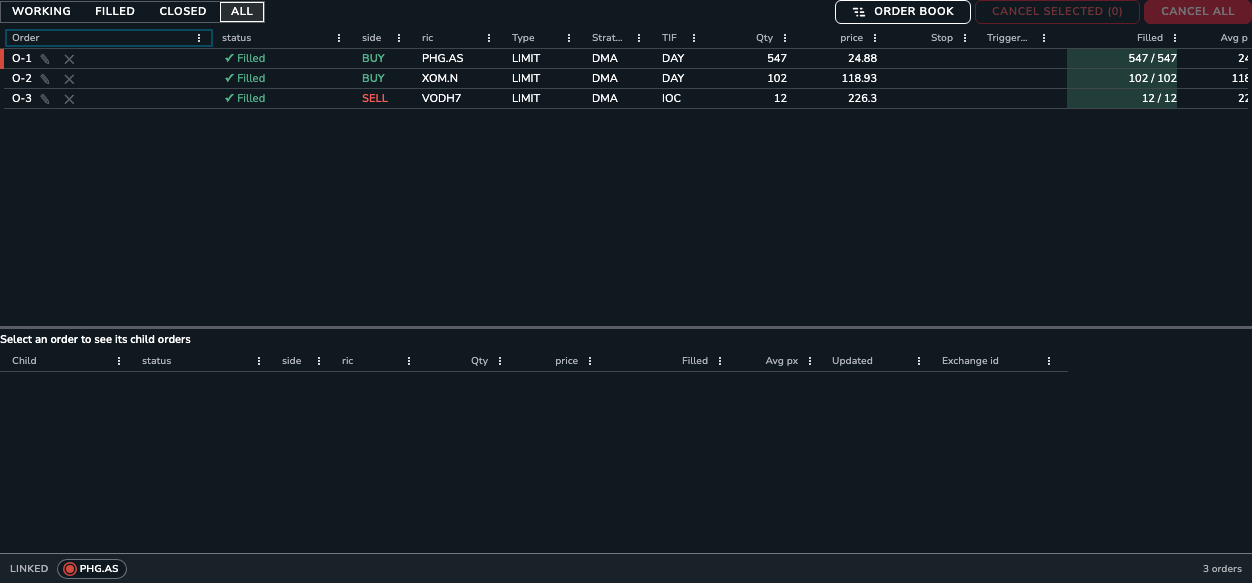 WORKING FILLED CLOSED ALL ORDER BOOK CANCEL SELECTED (0) CANCEL ALL
Order status side ric Type Strat... TIF Qty price Stop Trigger... Filled Avg p
O-1 ✓ Filled BUY PHG.AS LIMIT DMA DAY 547 24.88 547 / 547 24
O-2 ✓ Filled BUY XOM.N LIMIT DMA DAY 102 118.93 102 / 102 118
O-3 ✓ Filled SELL VODH7 LIMIT DMA IOC 12 226.3 12 / 12 22
Select an order to see its child orders
Child status side ric Qty price Filled Avg px Updated Exchange id
LINKED PHG.AS 3 orders